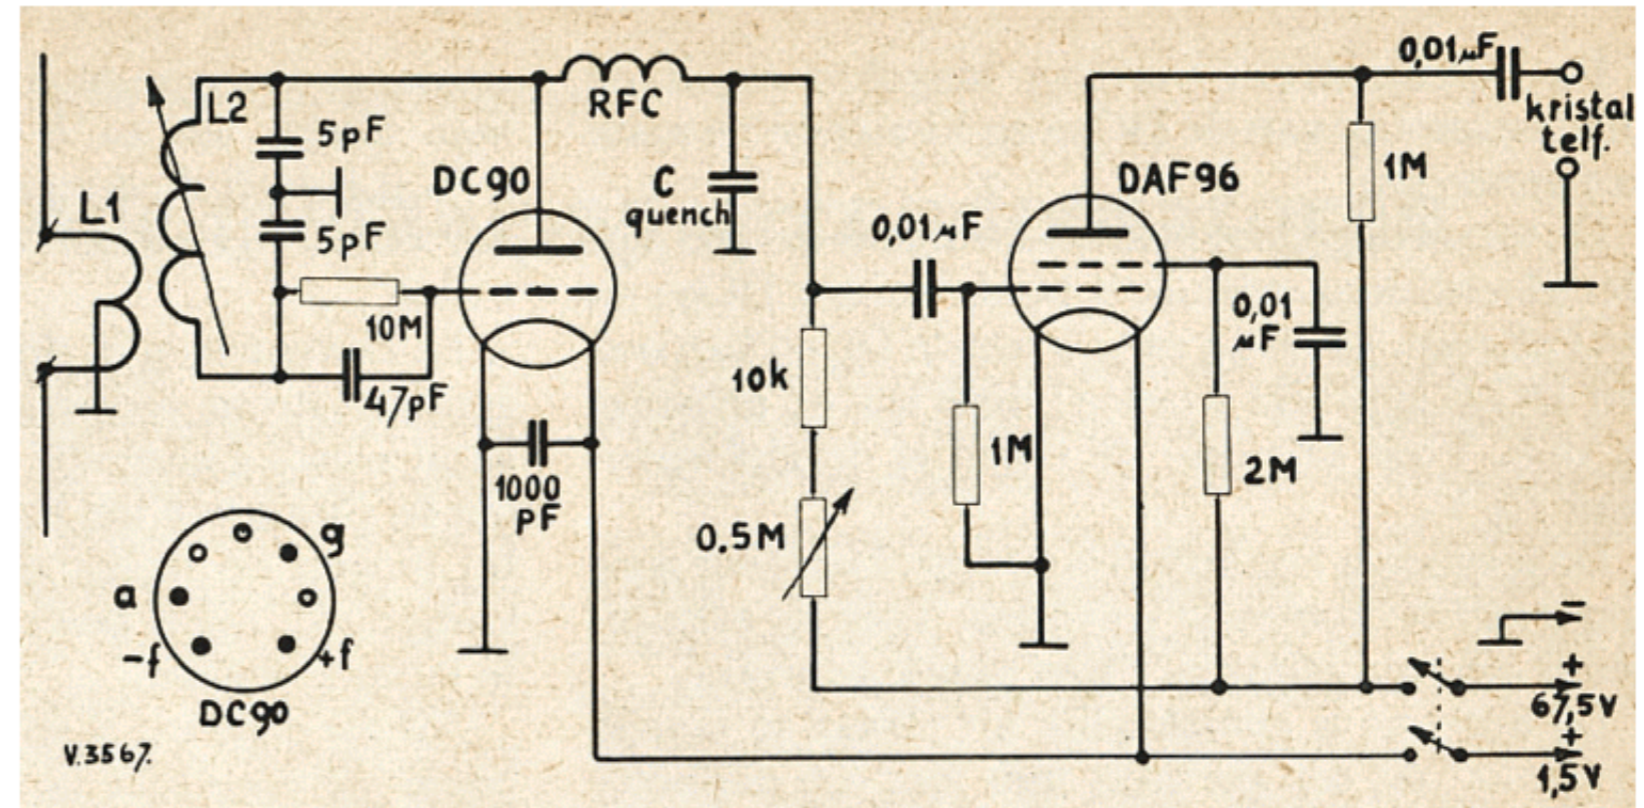 0,01µF
kristal
telf.
L2
5pF
RFC
DC90
C
quench
DAF96
1M
L1
5pF
0,01µF
10M
0,01
µF
47pF
10k
1M
2M
1000
PF
0.5M
g
a
-f
+f
DC90
V.3567.
-
+
67,5V
+
1,5V